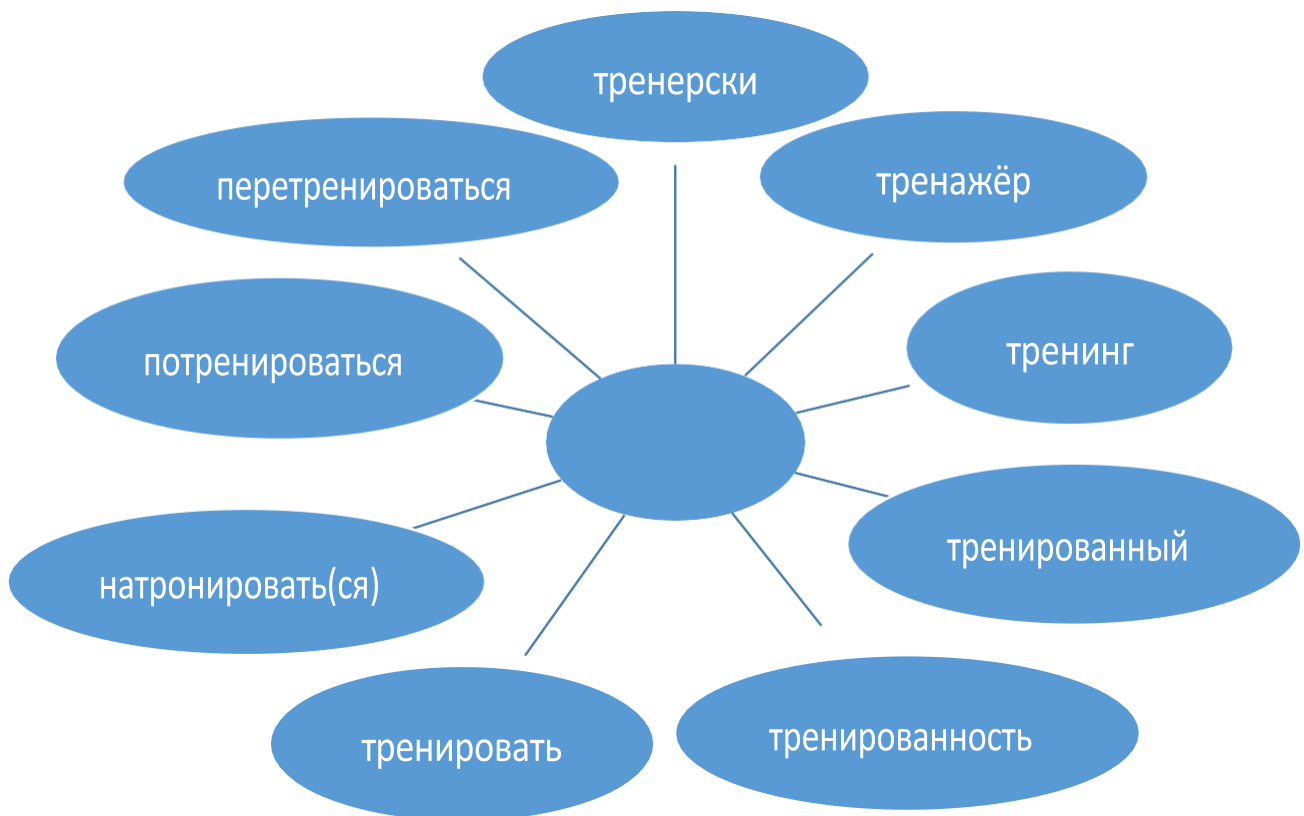 тренерски
тренажёр
перетренироваться
тренинг
потренироваться
тренированный
натронировать(ся)
тренированность
тренировать